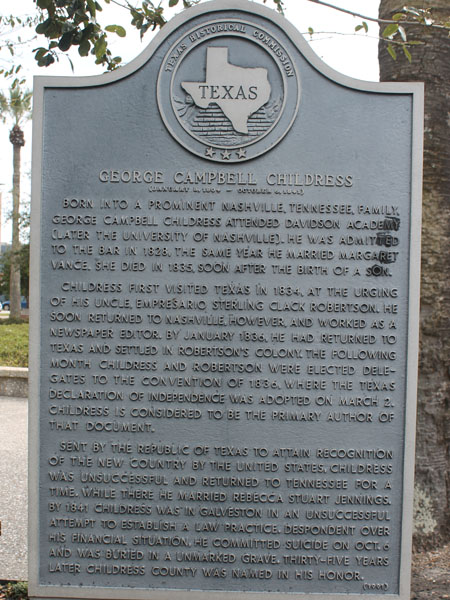 TEXAS HISTORICAL COMMISSION
TEXAS
GEORGE CAMPBELL CHILDRESS
(JANUARY 8, 1804 – OCTOBER 6, 1841)
BORN INTO A PROMINENT NASHVILLE, TENNESSEE, FAMILY,
GEORGE CAMPBELL CHILDRESS ATTENDED DAVIDSON ACADEMY
(LATER THE UNIVERSITY OF NASHVILLE). HE WAS ADMITTED
TO THE BAR IN 1828, THE SAME YEAR HE MARRIED MARGARET
VANCE. SHE DIED IN 1835, SOON AFTER THE BIRTH OF A SON.
CHILDRESS FIRST VISITED TEXAS IN 1834, AT THE URGING
OF HIS UNCLE, EMPRESARIO STERLING CLACK ROBERTSON. HE
SOON RETURNED TO NASHVILLE, HOWEVER, AND WORKED AS A
NEWSPAPER EDITOR. BY JANUARY 1836, HE HAD RETURNED TO
TEXAS AND SETTLED IN ROBERTSON'S COLONY. THE FOLLOWING
MONTH CHILDRESS AND ROBERTSON WERE ELECTED DELE-
GATES TO THE CONVENTION OF 1836, WHERE THE TEXAS
DECLARATION OF INDEPENDENCE WAS ADOPTED ON MARCH 2.
CHILDRESS IS CONSIDERED TO BE THE PRIMARY AUTHOR OF
THAT DOCUMENT.
SENT BY THE REPUBLIC OF TEXAS TO ATTAIN RECOGNITION
OF THE NEW COUNTRY BY THE UNITED STATES, CHILDRESS
WAS UNSUCCESSFUL AND RETURNED TO TENNESSEE FOR A
TIME. WHILE THERE HE MARRIED REBECCA STUART JENNINGS.
BY 1841 CHILDRESS WAS IN GALVESTON IN AN UNSUCCESSFUL
ATTEMPT TO ESTABLISH A LAW PRACTICE. DESPONDENT OVER
HIS FINANCIAL SITUATION, HE COMMITTED SUICIDE ON OCT. 6
AND WAS BURIED IN A UNMARKED GRAVE. THIRTY-FIVE YEARS
LATER CHILDRESS COUNTY WAS NAMED IN HIS HONOR.